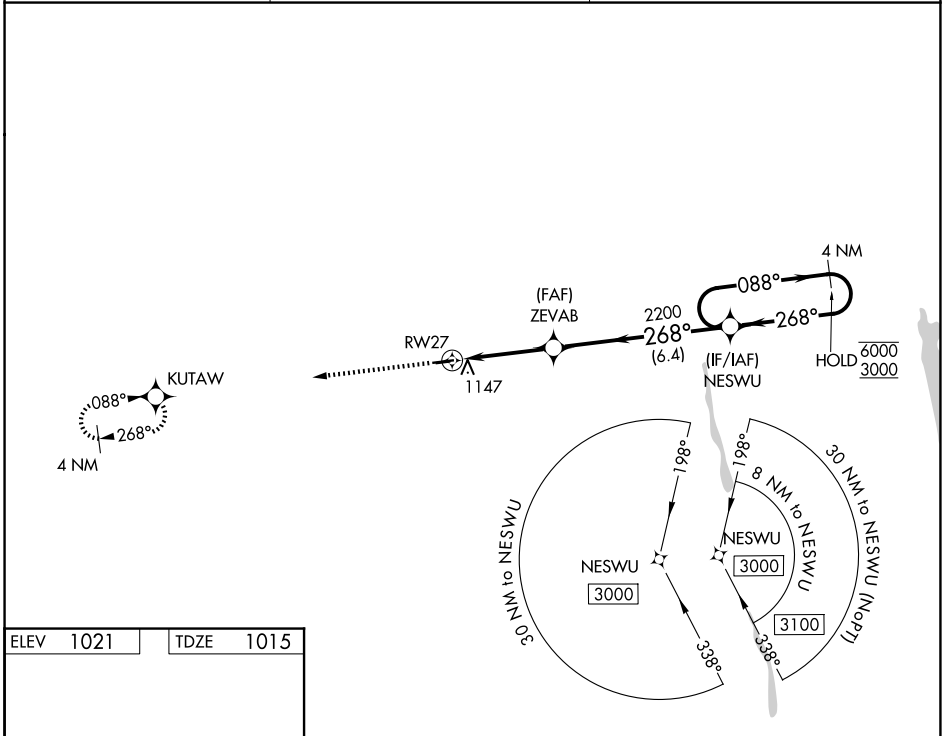 4 NM
088°
(FAF)
ZEVAB
2200
268°
(6.4)
268°
RW27
1147
(IF/IAF)
NESWU
HOLD 6000
3000
KUTAW
088°
268°
4 NM
198°
198°
30 NM to NESWU
8 NM to NESWU
30 NM to NESWU (NoPT)
NESWU
3000
NESWU
3000
3100
338°
338°
ELEV 1021
TDZE 1015